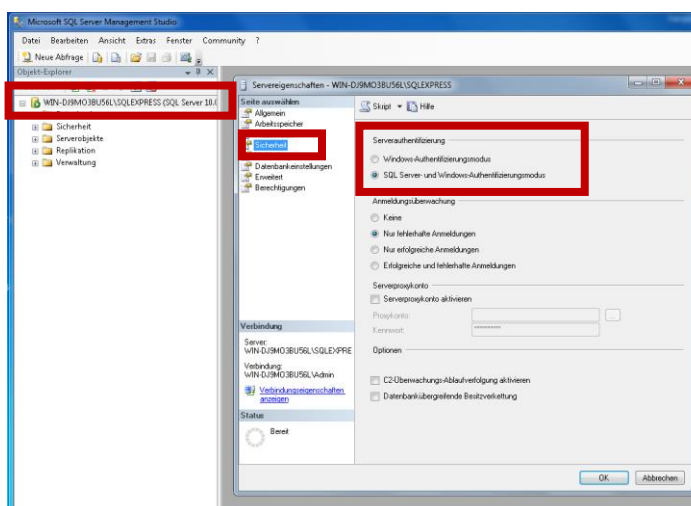 Microsoft SQL Server Management Studio
Datei Bearbeiten Ansicht Extras Fenster Community ?
Neue Abfrage
Objekt-Explorer
WIN-DJ9MO3BU56L\SQLEXPRESS (SQL Server 10.0
Sicherheit
Serverobjekte
Replikation
Verwaltung
Servereigenschaften - WIN-DJ9MO3BU56L\SQLEXPRESS
Seite auswählen
Allgemein
Arbeitsspeicher
Sicherheit
Datenbankeinstellungen
Erweitert
Berechtigungen
Verbindung
Server:
WIN-DJ9MO3BU56L\SQLEXPRE
Verbindung:
WIN-DJ9MO3BU56L\Admin
Verbindungseigenschaften
anzeigen
Status
Bereit
Skript Hilfe
Serverauthentifizierung
Windows-Authentifizierungsmodus
SQL Server- und Windows-Authentifizierungsmodus
Anmeldungsüberwachung
Keine
Nur fehlerhafte Anmeldungen
Nur erfolgreiche Anmeldungen
Erfolgreiche und fehlerhafte Anmeldungen
Serverproxykonto
Serverproxykonto aktivieren
Proxykonto:
Kennwort:
Optionen
C2-Überwachungs-Ablaufverfolgung aktivieren
Datenbankübergreifende Besitzverkettung
OK Abbrechen